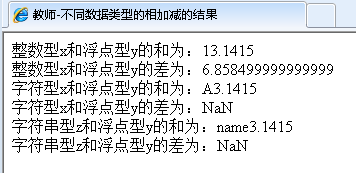 教师-不同数据类型的相加减的结果
整数型x和浮点型y的和为：13.1415
整数型x和浮点型y的差为：6.858499999999999
字符型x和浮点型y的和为：A3.1415
字符型x和浮点型y的差为：NaN
字符串型z和浮点型y的和为：name3.1415
字符串型z和浮点型y的差为：NaN